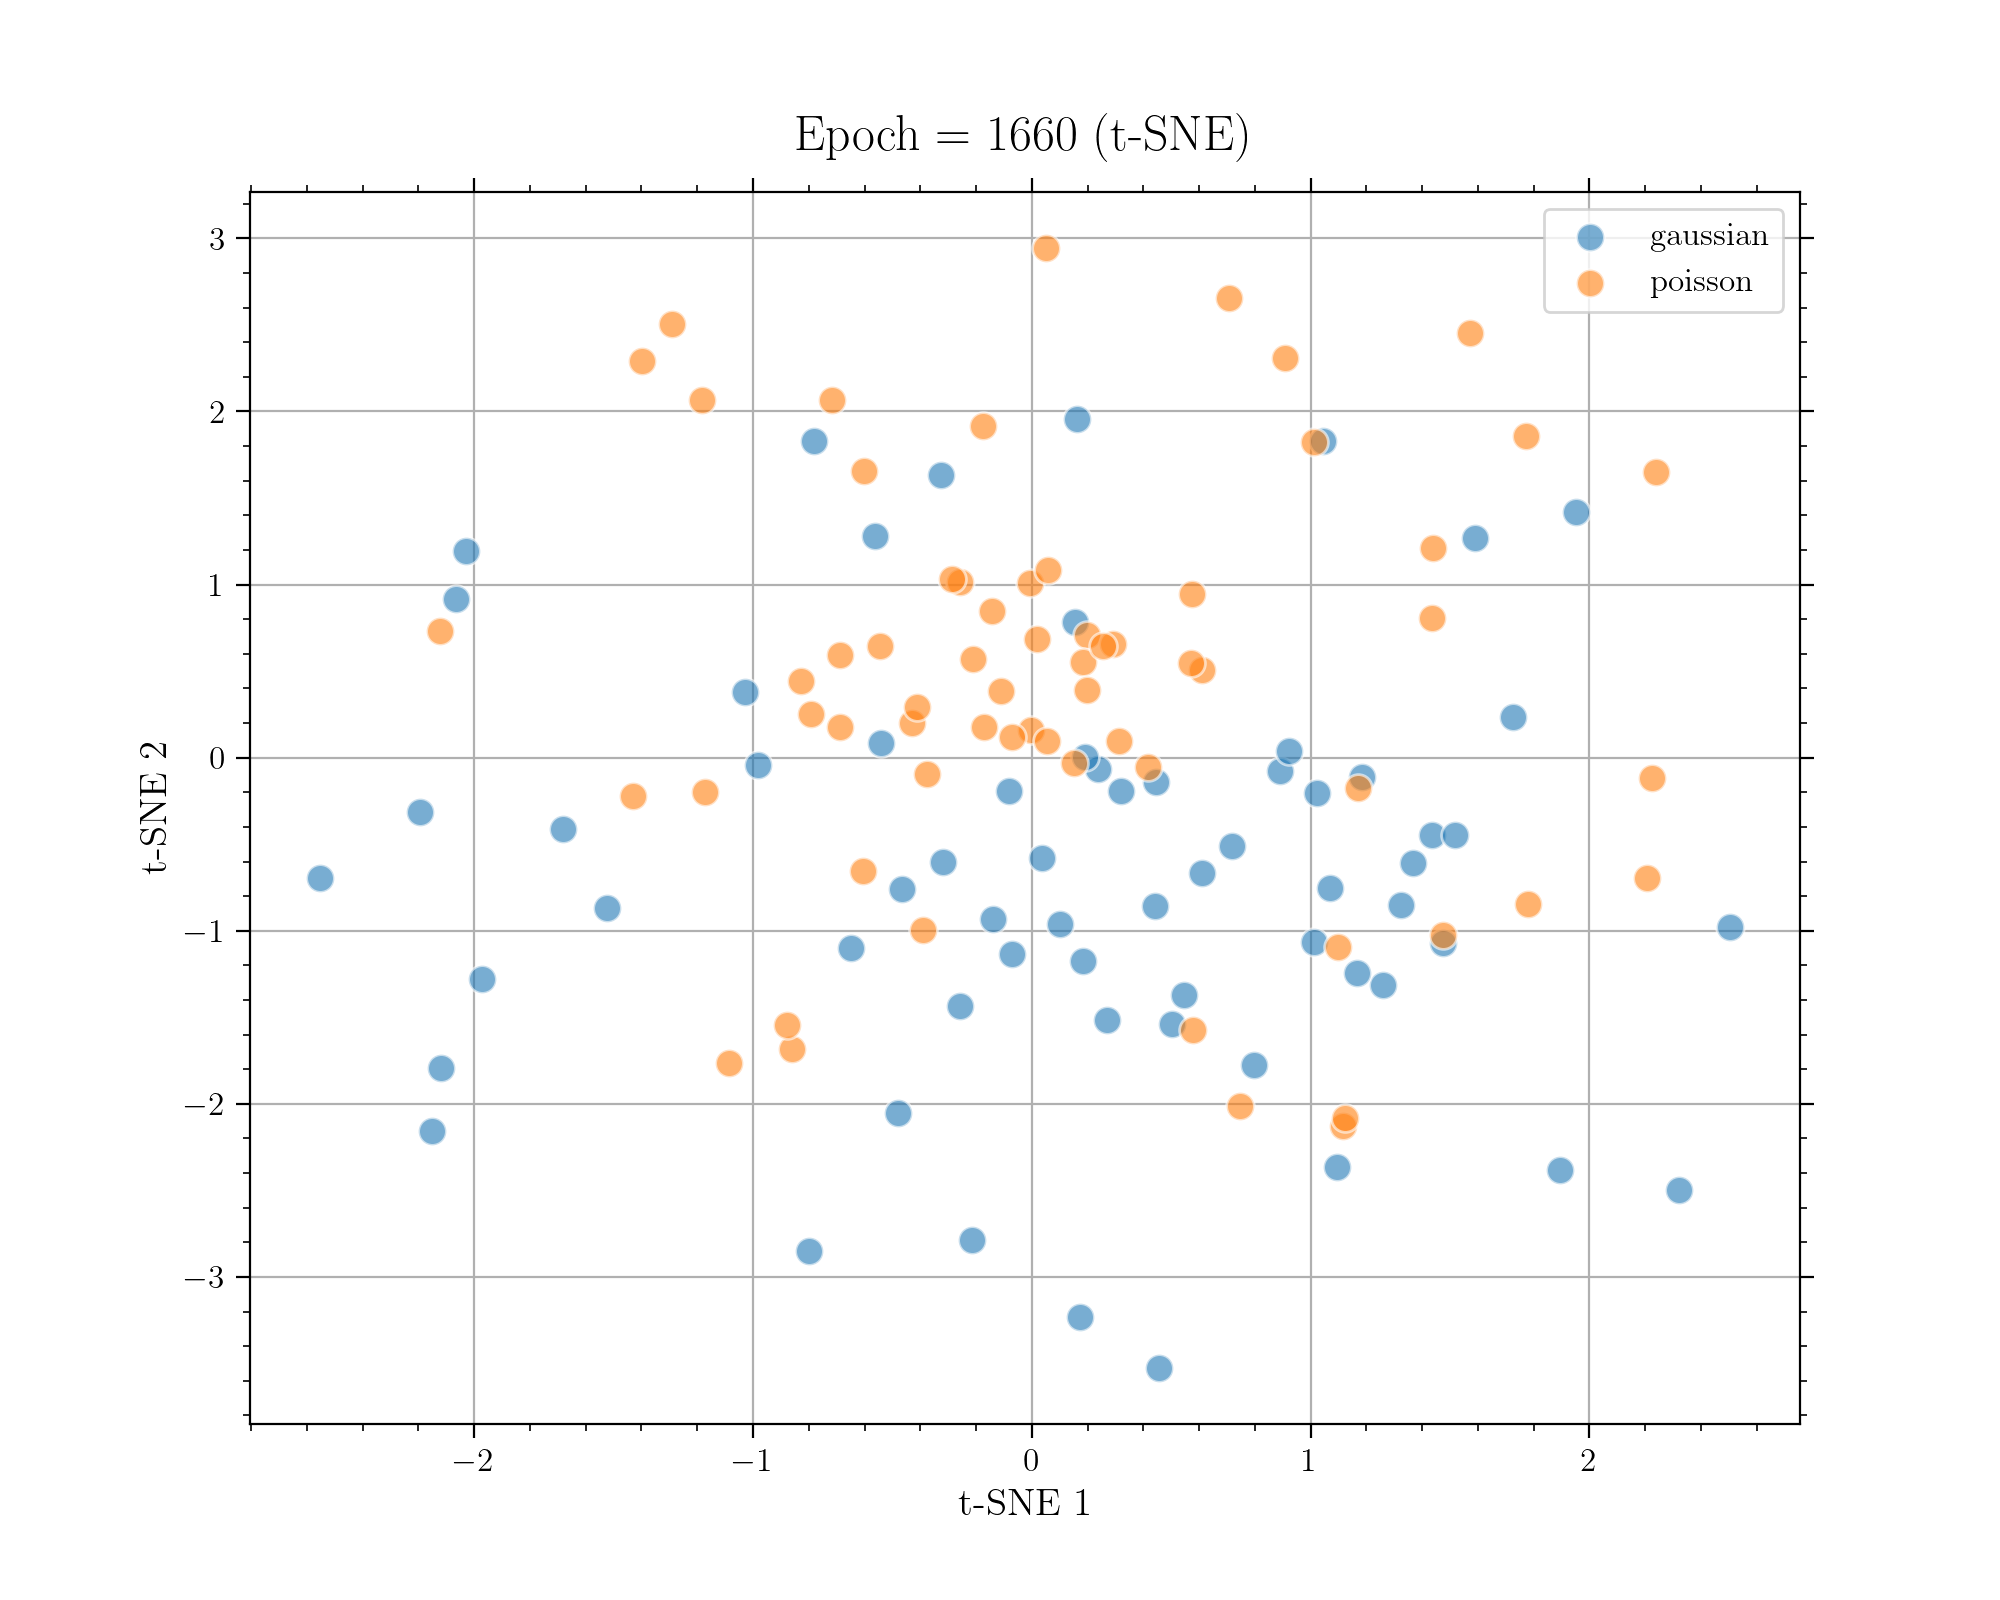 Epoch = 1660 (t-SNE)
gaussian
poisson
3
2
1
0
−1
−2
−3
t-SNE 2
−2
−1
0
1
2
t-SNE 1